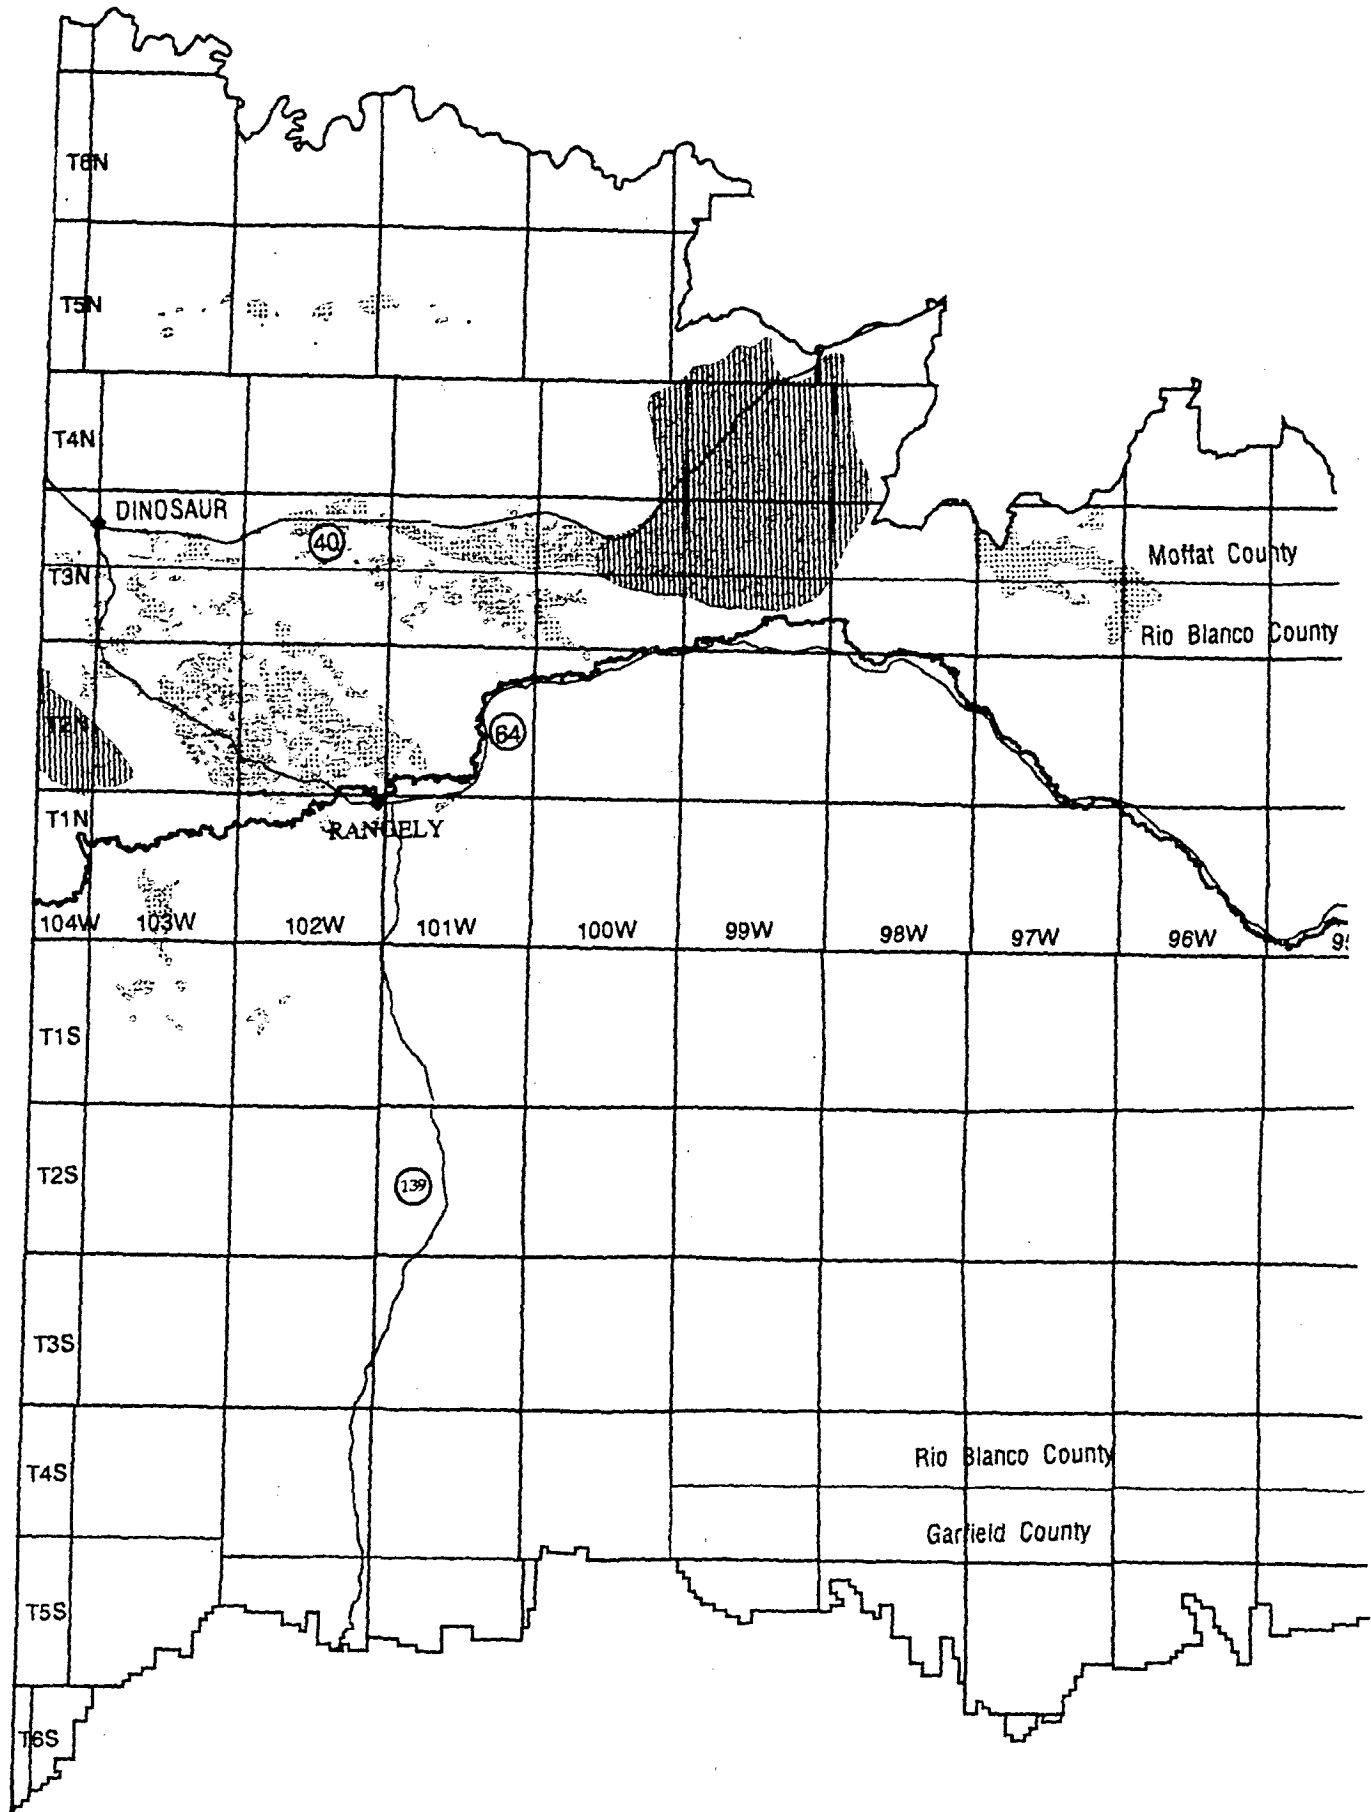 T6N
T5N
T4N
DINOSAUR
40
Moffat County
T3N
Rio Blanco County
T2N
64
T1N
RANGELY
104W 103W 102W 101W 100W 99W 98W 97W 96W
T1S
T2S
139
T3S
Rio Blanco County
T4S
Garfield County
T5S
T6S